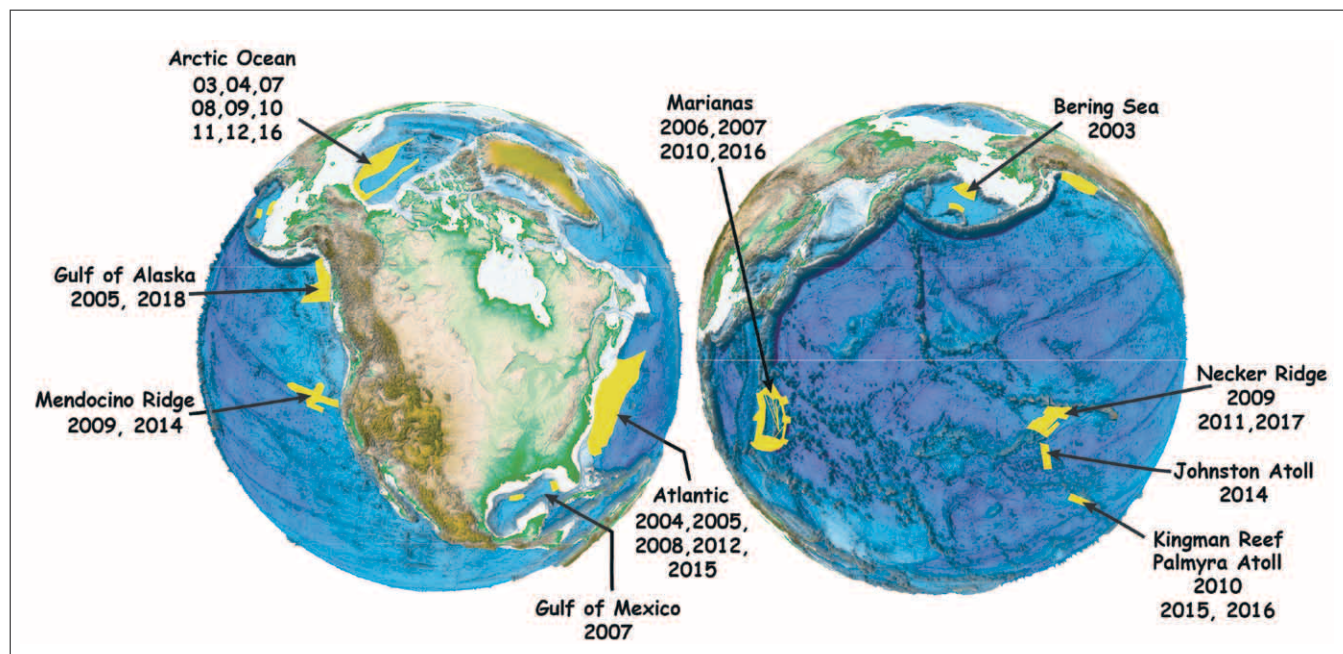 Arctic Ocean
03,04,07
08,09,10
11,12,16
Gulf of Alaska
2005, 2018
Mendocino Ridge
2009, 2014
Atlantic
2004,2005,
2008,2012,
2015
Gulf of Mexico
2007
Marianas
2006,2007
2010,2016
Bering Sea
2003
Necker Ridge
2009
2011,2017
Johnston Atoll
2014
Kingman Reef
Palmyra Atoll
2010
2015, 2016